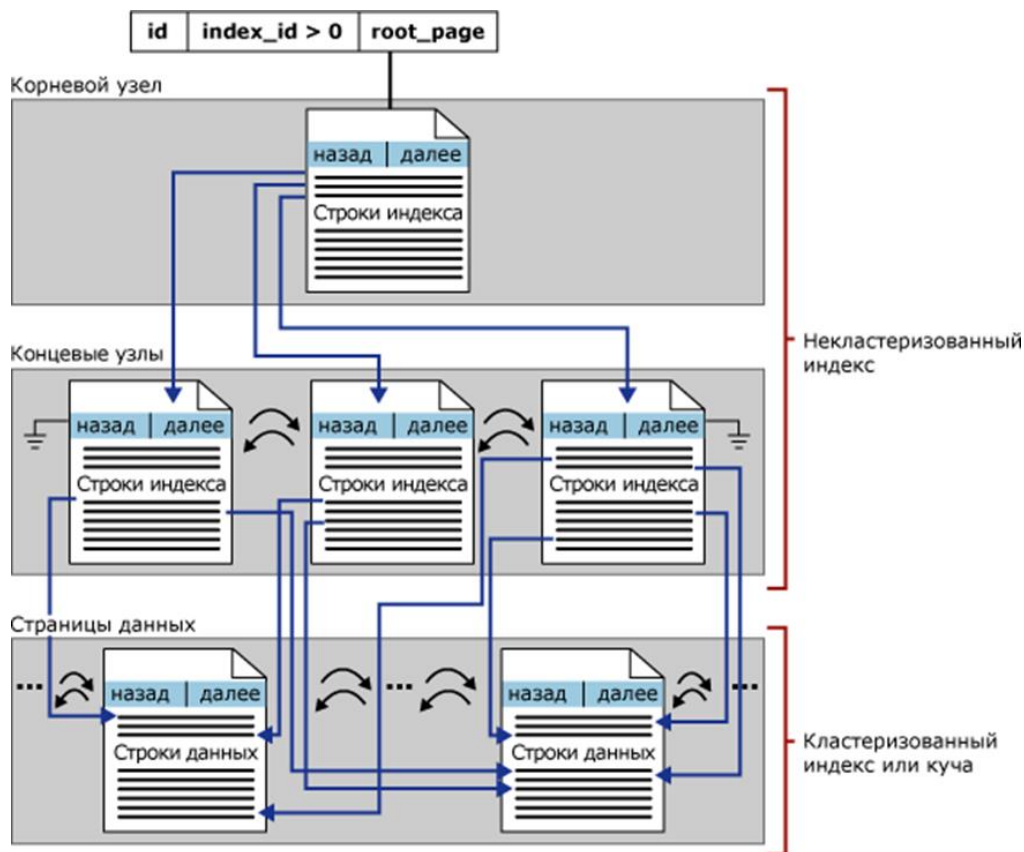 id index_id > 0 root_page
Корневой узел
назад далее
Строки индекса
Некластеризованный
индекс
Концевые узлы
назад далее
назад далее
назад далее
Строки индекса
Строки индекса
Строки индекса
Страницы данных
... ... ...
назад далее
назад далее
Строки данных
Строки данных
Кластеризованный
индекс или куча